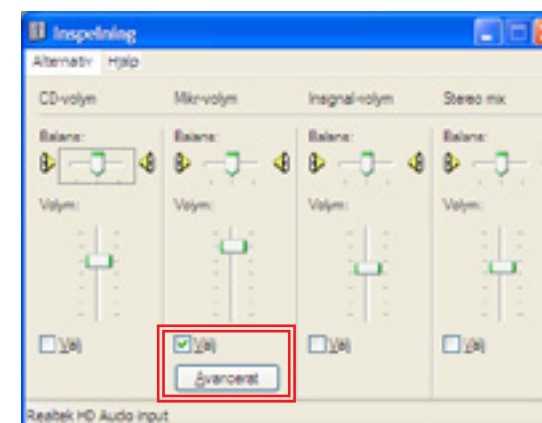 Inspelning
Alternativ Hjälp
CD-volym Mikr-volym Insignal-volym Stereo mix
Balans: Balans: Balans: Balans:
Volym: Volym: Volym: Volym:
Välj Välj Välj Välj
Avancerat
Realtek HD Audio input